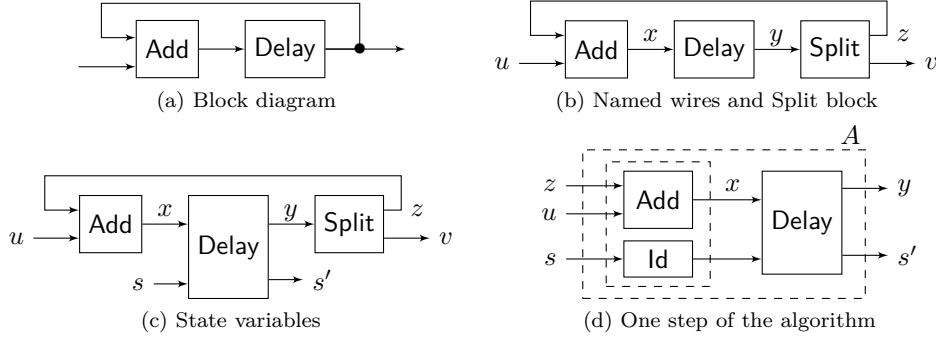 Add Delay
(a) Block diagram
u Add x Delay y Split z v
(b) Named wires and Split block
u Add x Delay y Split z v
s s′
(c) State variables
A
z Add x Delay y
u
s Id s′
(d) One step of the algorithm